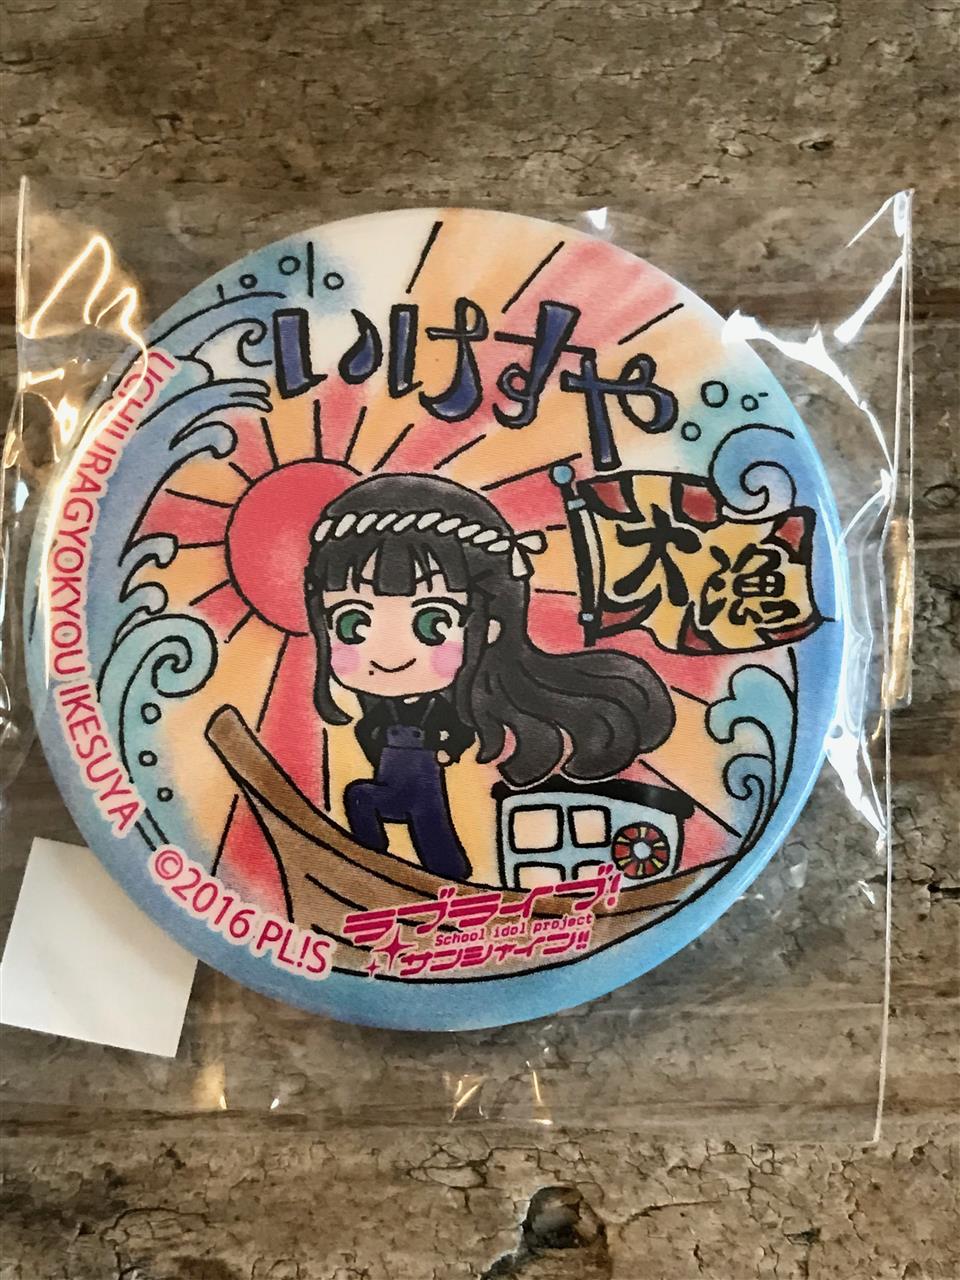 いけすや
大漁
UCHIURAGYOKYOU IKESUYA
©2016 PL!S
ラブライブ!
School idol project
サンシャイン!!